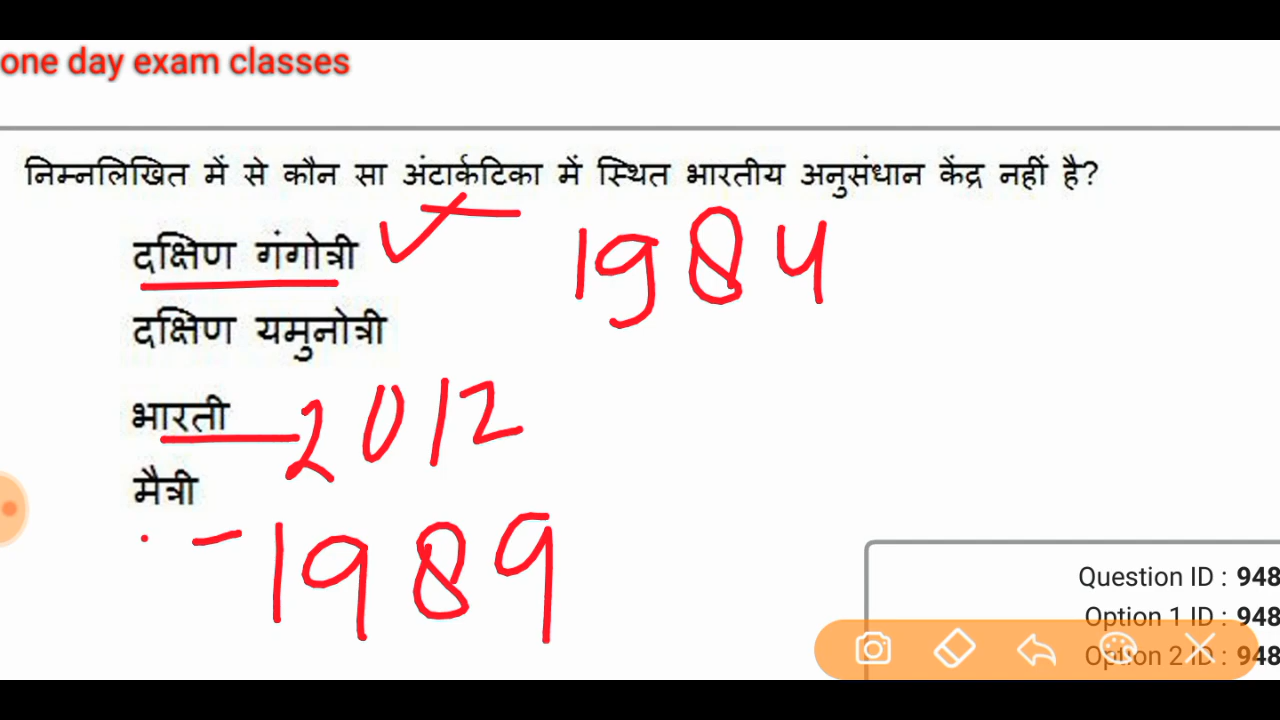 one day exam classes
निम्नलिखित में से कौन सा अंटार्कटिका में स्थित भारतीय अनुसंधान केंद्र नहीं है?
दक्षिण गंगोत्री 1984
दक्षिण यमुनोत्री
भारती 2012
मैत्री
1989
Question ID : 948
Option 1 ID : 948
Option 2 ID : 948